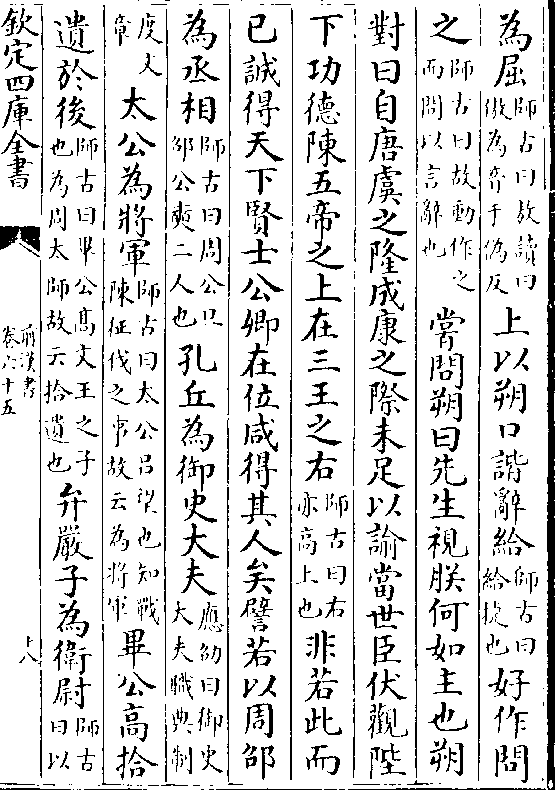 為屈師古曰敖讀曰傲為音于偽反上以朔口諧辭給師古曰給捷也好作問
之師古曰故動作之而問以言辭也嘗問朔曰先生視朕何如主也朔
對曰自唐虞之隆成康之際未足以諭當世臣伏觀陛
下功德陳五帝之上在三王之右師古曰右亦高上也非若此而
已誠得天下賢士公卿在位咸得其人矣譬若以周邵
為丞相師古曰周公旦邵公奭二人也孔丘為御史大夫應劭曰御史大夫職典制
度文章太公為將軍師古曰太公吕望也知戰陳征伐之事故云為將軍畢公高拾
遺於後師古曰畢公高文王之子也為周太師故云拾遺也弁嚴子為衛尉師古曰以
欽定四庫全書
前漢書
卷六十五
十八